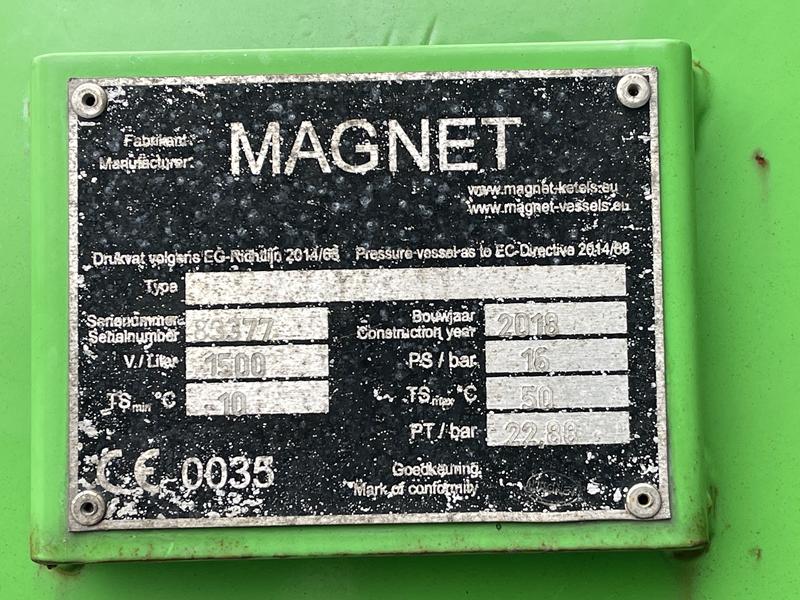 Fabrikant
Manufacturer
MAGNET
www.magnet-ketels.eu
www.magnet-vessels.eu
Drukvat volgens EG-Richtlijn 2014/68 Pressure vessel as to EC-Directive 2014/68
Type
Serienummer
Serialnumber 83377
Bouwjaar
Construction year 2018
V / Liter 1500 PS / bar 16
TSmin °C 10 TSmax °C 50
PT / bar 22,88
CE 0035
Goedkeuring
Mark of conformity